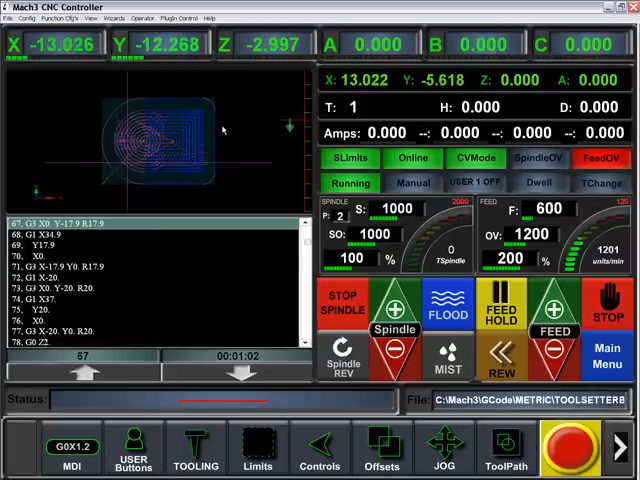 Mach3 CNC Controller
File Config Function Cfg's View Wizards Operator PlugIn Control Help
X -13.026 Y -12.268 Z -2.997 A 0.000 B 0.000 C 0.000
X: 13.022 Y: -5.618 Z: 0.000 A: 0.000
T: 1 H: 0.000 D: 0.000
Amps: 0.000 --: 0.000 --: 0.000 --: 0.000
SLimits Online CVMode SpindleOV FeedOV
Running Manual USER 1 OFF Dwell TChange
SPINDLE 2000 FEED 120
P: 2 S: 1000 F: 600
SO: 1000 0 OV: 1200 1201
100 % TSpindle 200 % units/min
67, G3 X0. Y-17.9 R17.9
68, G1 X34.9
69, Y17.9
70, X0.
71, G3 X-17.9 Y0. R17.9
72, G1 X-20.
73, G3 X0. Y-20. R20.
74, G1 X37.
75, Y20.
76, X0.
77, G3 X-20. Y0. R20.
78, G0 Z2.
67 00:01:02
STOP SPINDLE
Spindle
FLOOD
FEED HOLD
FEED
STOP
Spindle REV
MIST
REW
Main Menu
Status: File: C:\Mach3\GCode\METRIC\TOOLSETTERB
G0X1.2
MDI
USER Buttons
TOOLING
Limits
Controls
Offsets
JOG
ToolPath